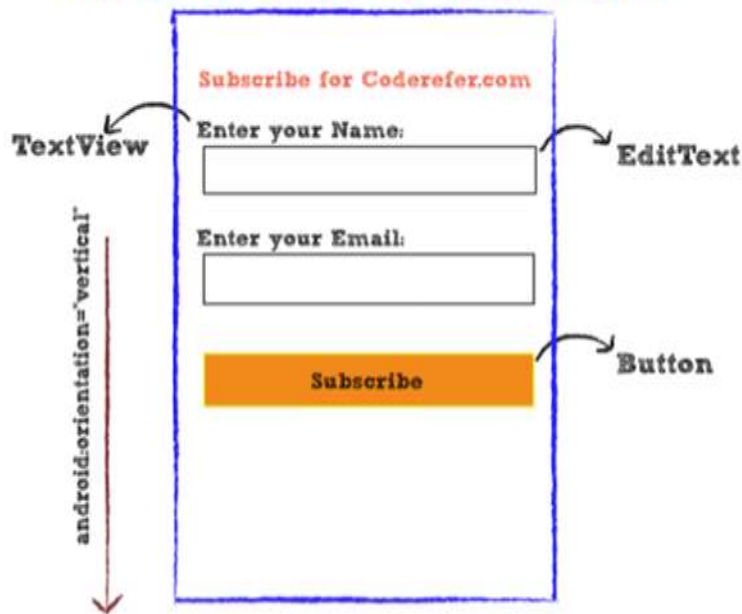 Subscribe for Coderefer.com
TextView
Enter your Name:
EditText
Enter your Email:
android:orientation="vertical"
Subscribe
Button